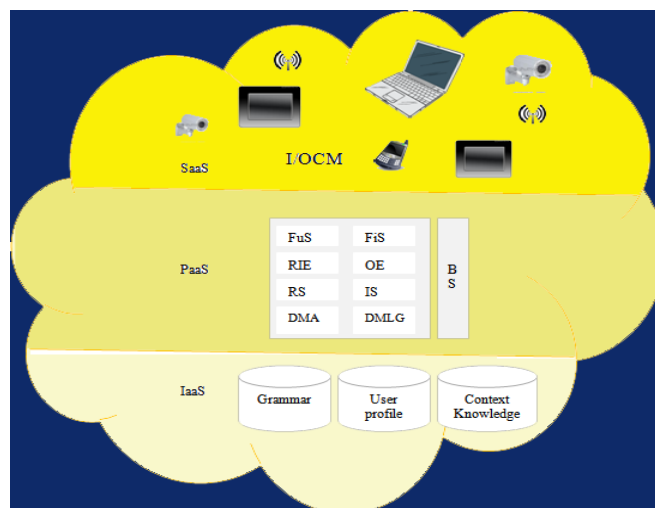 I/OCM
SaaS
FuS
FiS
RIE
OE
RS
IS
DMA
DMLG
B
S
PaaS
IaaS
Grammar
User
profile
Context
Knowledge